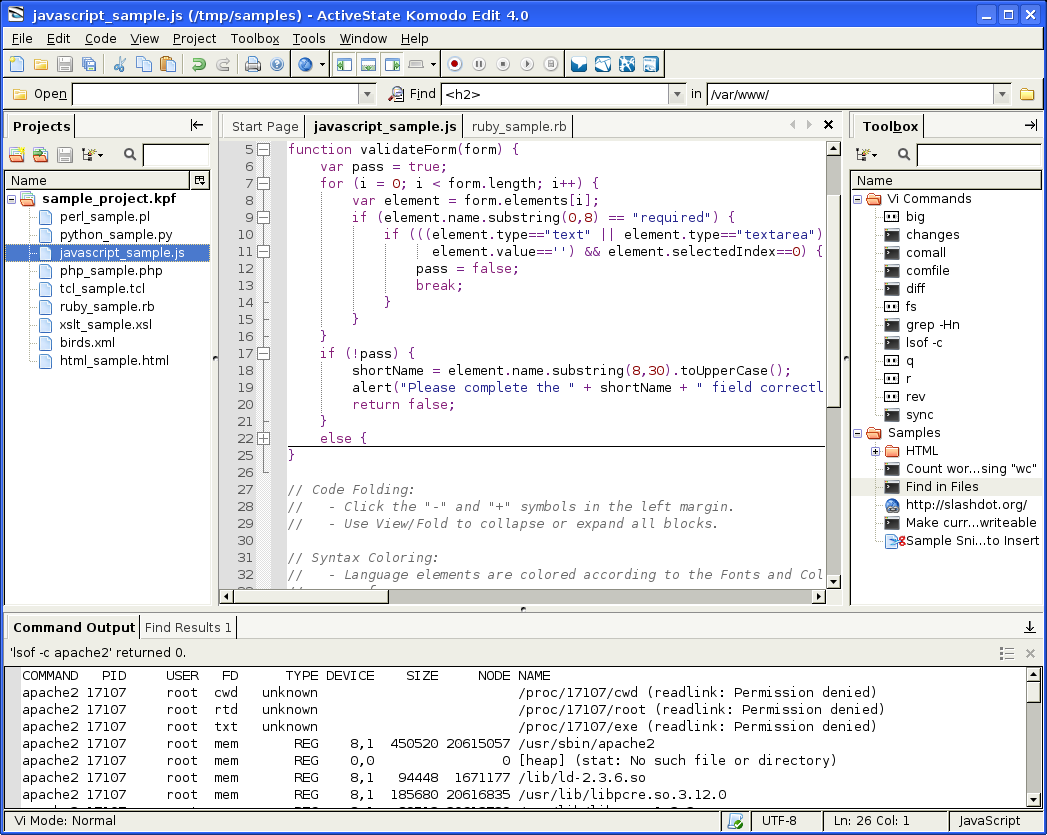 javascript_sample.js (/tmp/samples) - ActiveState Komodo Edit 4.0
File Edit Code View Project Toolbox Tools Window Help
Open Find <h2> in /var/www/
Projects
Name
sample_project.kpf
perl_sample.pl
python_sample.py
javascript_sample.js
php_sample.php
tcl_sample.tcl
ruby_sample.rb
xslt_sample.xsl
birds.xml
html_sample.html
Start Page javascript_sample.js ruby_sample.rb
5 function validateForm(form) {
6 var pass = true;
7 for (i = 0; i < form.length; i++) {
8 var element = form.elements[i];
9 if (element.name.substring(0,8) == "required") {
10 if (((element.type=="text" || element.type=="textarea")
11 element.value=='') && element.selectedIndex==0) {
12 pass = false;
13 break;
14 }
15 }
16 }
17 if (!pass) {
18 shortName = element.name.substring(8,30).toUpperCase();
19 alert("Please complete the " + shortName + " field correctl
20 return false;
21 }
22 else {
25 }
26
27 // Code Folding:
28 //   - Click the "-" and "+" symbols in the left margin.
29 //   - Use View/Fold to collapse or expand all blocks.
30
31 // Syntax Coloring:
32 //   - Language elements are colored according to the Fonts and Col
Toolbox
Name
Vi Commands
big
changes
comall
comfile
diff
fs
grep -Hn
lsof -c
q
r
rev
sync
Samples
HTML
Count wor...sing "wc"
Find in Files
http://slashdot.org/
Make curr...writeable
Sample Sni...to Insert
Command Output Find Results 1
'lsof -c apache2' returned 0.
COMMAND PID USER FD TYPE DEVICE SIZE NODE NAME
apache2 17107 root cwd unknown /proc/17107/cwd (readlink: Permission denied)
apache2 17107 root rtd unknown /proc/17107/root (readlink: Permission denied)
apache2 17107 root txt unknown /proc/17107/exe (readlink: Permission denied)
apache2 17107 root mem REG 8,1 450520 20615057 /usr/sbin/apache2
apache2 17107 root mem REG 0,0 0 [heap] (stat: No such file or directory)
apache2 17107 root mem REG 8,1 94448 1671177 /lib/ld-2.3.6.so
apache2 17107 root mem REG 8,1 185680 20616835 /usr/lib/libpcre.so.3.12.0
Vi Mode: Normal UTF-8 Ln: 26 Col: 1 JavaScript